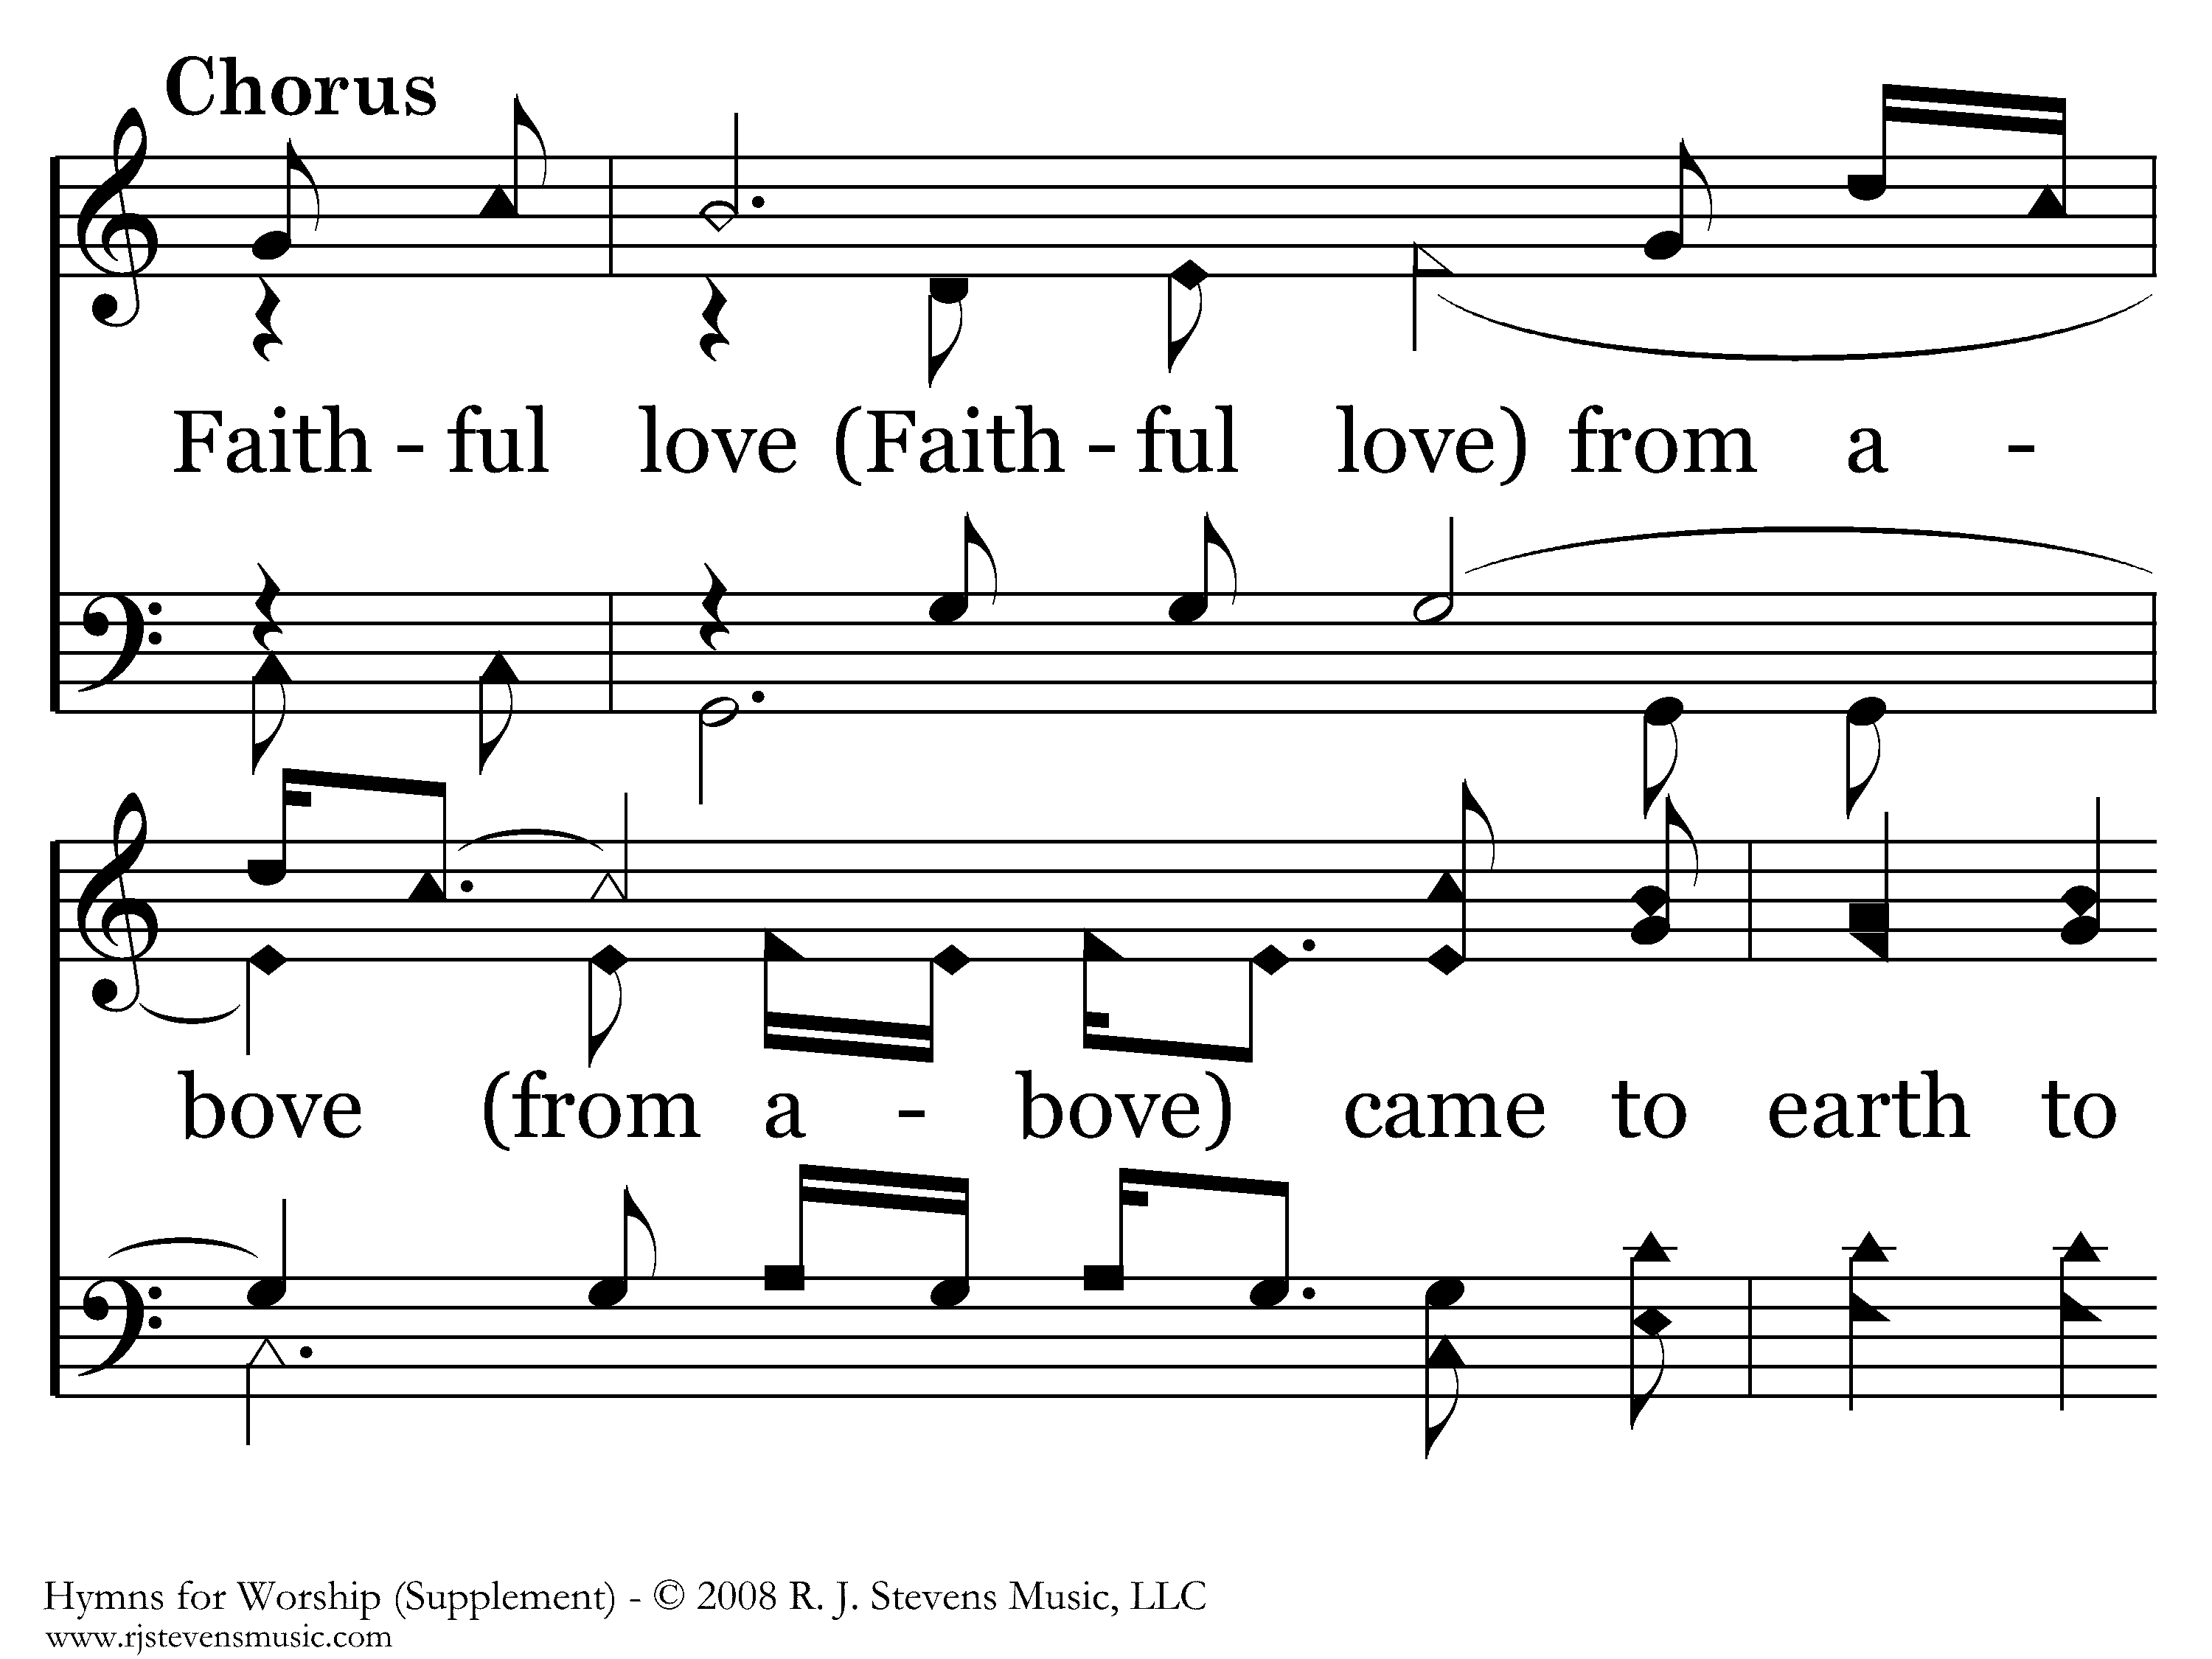 Chorus
Faith - ful love (Faith - ful love) from a -
bove (from a - bove) came to earth to
Hymns for Worship (Supplement) - © 2008 R. J. Stevens Music, LLC
www.rjstevensmusic.com